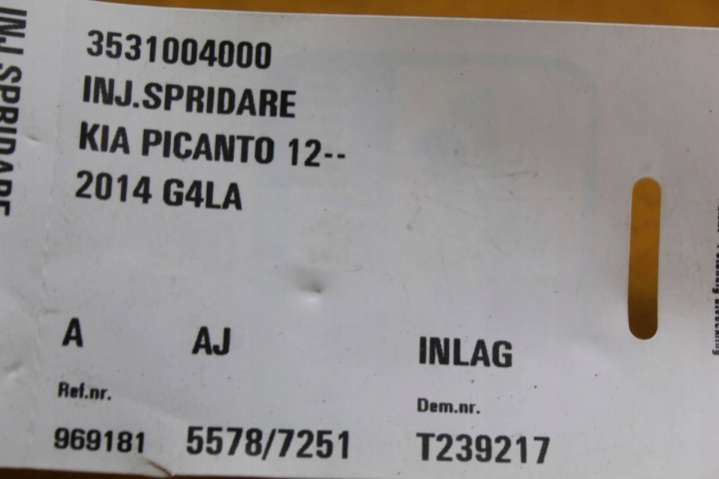 INJ.SPRIDARE
3531004000
INJ.SPRIDARE
KIA PICANTO 12--
2014 G4LA
A AJ INLAG
Ref.nr. Dem.nr.
969181 5578/7251 T239217